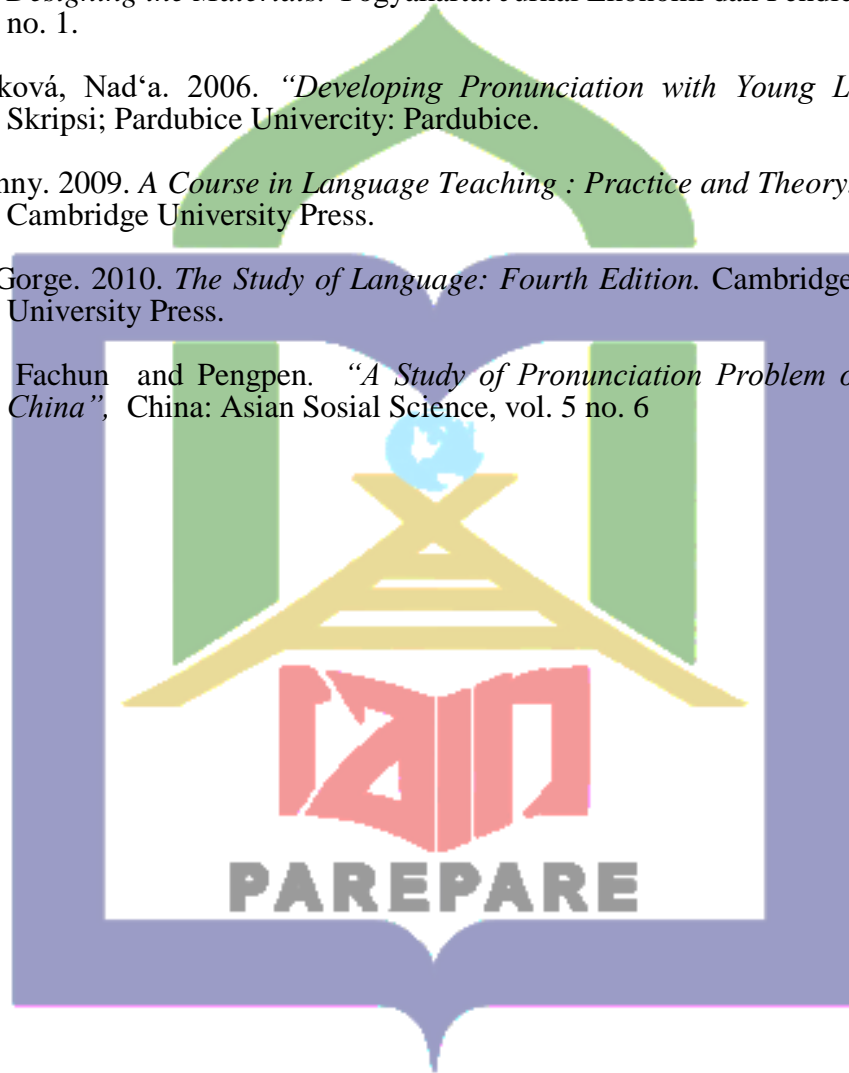 Designing the Materials. Yogyakarta: Jurnal Ekonomi dan Pendid
no. 1.
ková, Nad‘a. 2006. “Developing Pronunciation with Young L
Skripsi; Pardubice Univercity: Pardubice.
nny. 2009. A Course in Language Teaching : Practice and Theory.
Cambridge University Press.
Gorge. 2010. The Study of Language: Fourth Edition. Cambridge
University Press.
Fachun and Pengpen. “A Study of Pronunciation Problem o
China”, China: Asian Sosial Science, vol. 5 no. 6
iain
PAREPARE